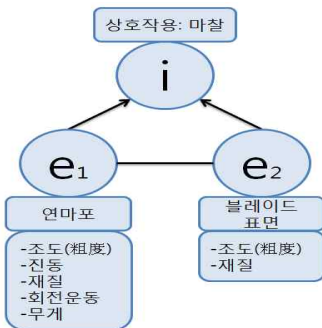 상호작용: 마찰
i
e1
e2
연마포
블레이드
표면
-조도(粗度)
-진동
-재질
-회전운동
-무게
-조도(粗度)
-재질